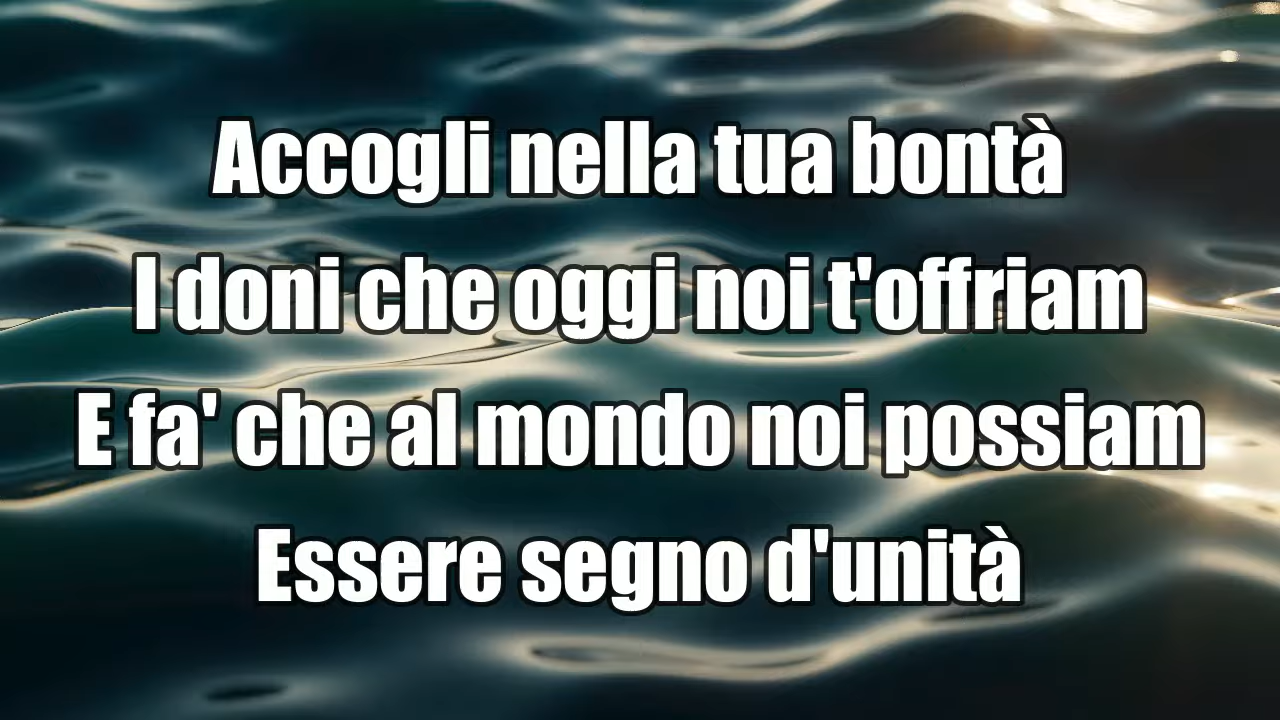 Accogli nella tua bontà
I doni che oggi noi t'offriam
E fa' che al mondo noi possiam
Essere segno d'unità